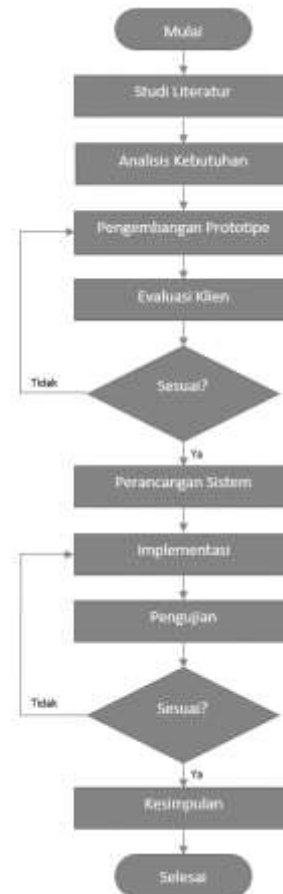 Mulai
Studi Literatur
Analisis Kebutuhan
Pengembangan Prototipe
Evaluasi Klien
Sesuai?
Tidak
Ya
Perancangan Sistem
Implementasi
Pengujian
Sesuai?
Tidak
Ya
Kesimpulan
Selesai